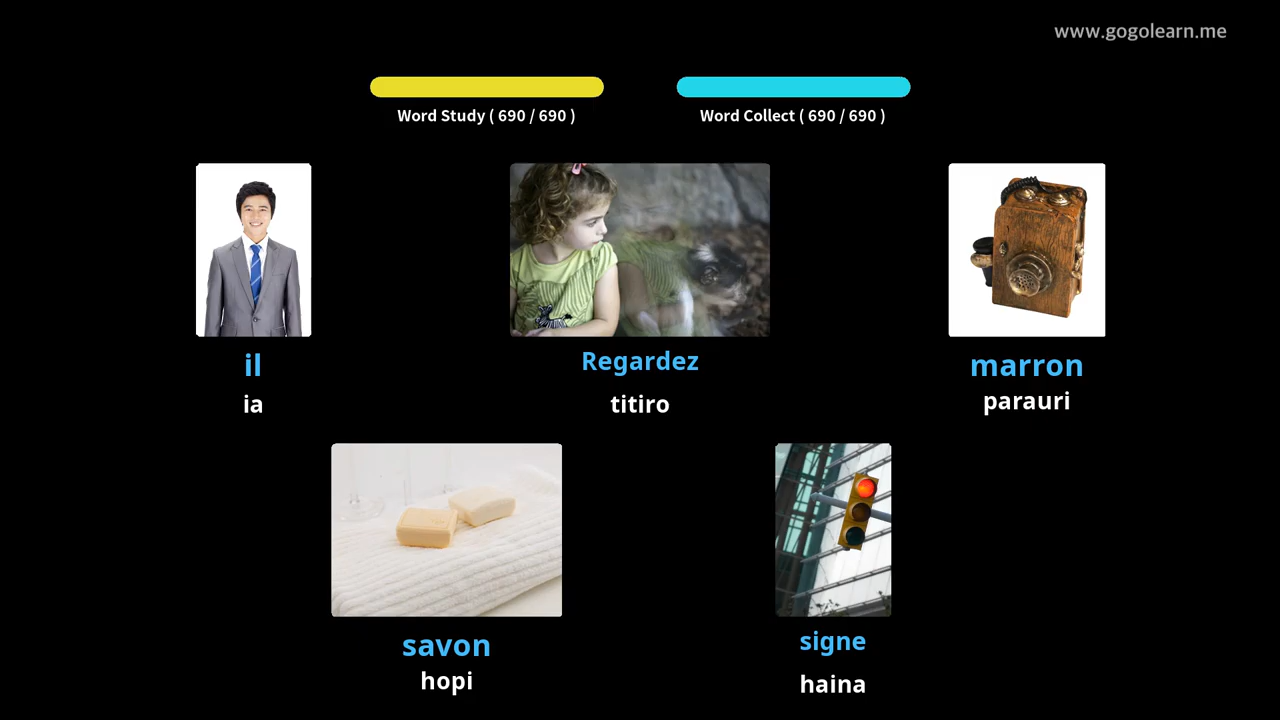 www.gogolearn.me
Word Study ( 690 / 690 )
Word Collect ( 690 / 690 )
il
ia
Regardez
titiro
marron
parauri
savon
hopi
signe
haina